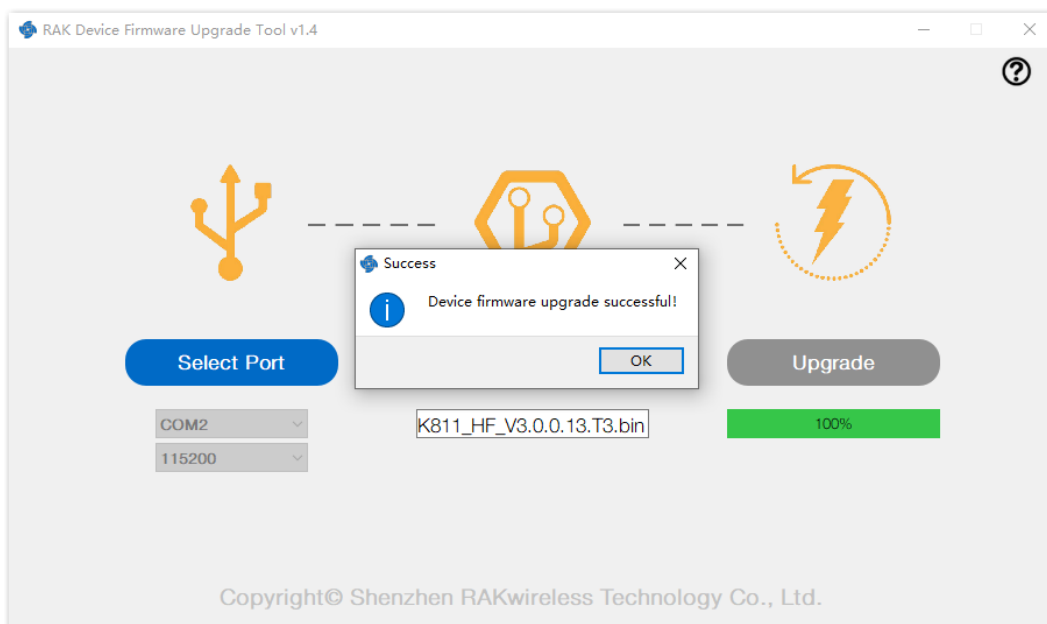 RAK Device Firmware Upgrade Tool v1.4
Success
Device firmware upgrade successful!
OK
Select Port
Upgrade
COM2
K811_HF_V3.0.0.13.T3.bin
100%
115200
Copyright© Shenzhen RAKwireless Technology Co., Ltd.